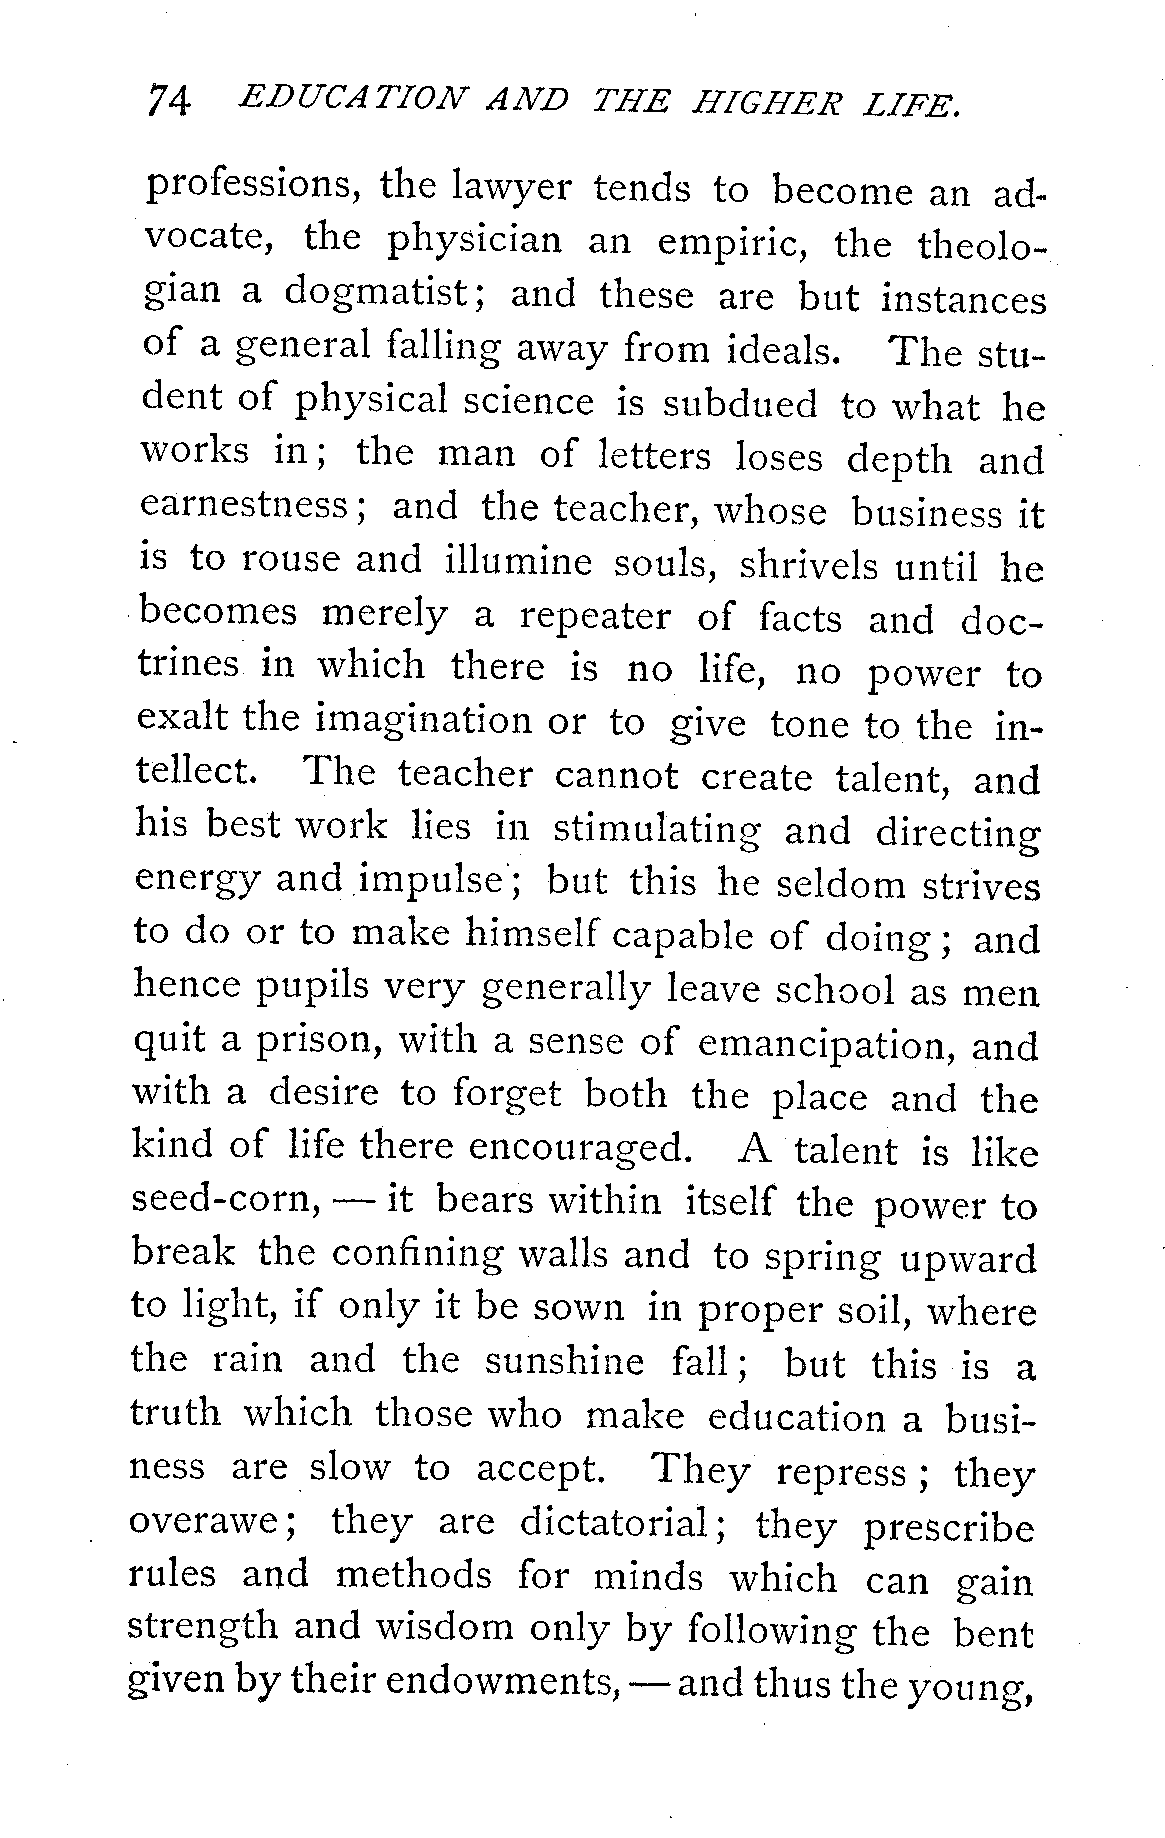 74 EDUCATION AND THE HIGHER LIFE.
professions, the lawyer tends to become an ad-
vocate, the physician an empiric, the theolo-
gian a dogmatist; and these are but instances
of a general falling away from ideals. The stu-
dent of physical science is subdued to what he
works in; the man of letters loses depth and
earnestness; and the teacher, whose business it
is to rouse and illumine souls, shrivels until he
becomes merely a repeater of facts and doc-
trines in which there is no life, no power to
exalt the imagination or to give tone to the in-
tellect. The teacher cannot create talent, and
his best work lies in stimulating and directing
energy and impulse; but this he seldom strives
to do or to make himself capable of doing; and
hence pupils very generally leave school as men
quit a prison, with a sense of emancipation, and
with a desire to forget both the place and the
kind of life there encouraged. A talent is like
seed-corn, — it bears within itself the power to
break the confining walls and to spring upward
to light, if only it be sown in proper soil, where
the rain and the sunshine fall; but this is a
truth which those who make education a busi-
ness are slow to accept. They repress; they
overawe; they are dictatorial; they prescribe
rules and methods for minds which can gain
strength and wisdom only by following the bent
given by their endowments, — and thus the young,